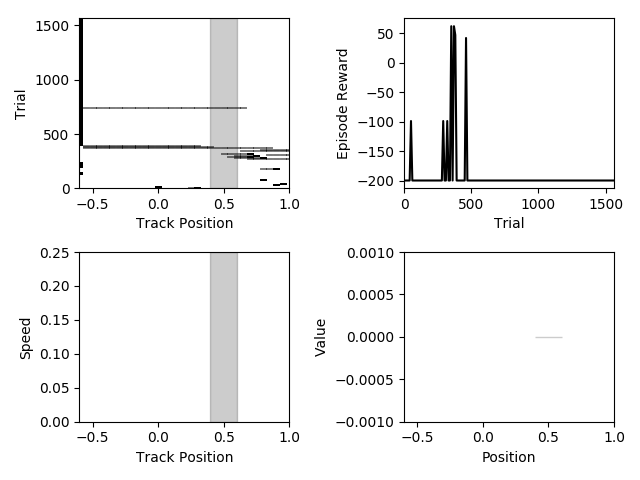 1500
1000
500
0
Trial
−0.5 0.0 0.5 1.0
Track Position
50
0
−50
−100
−150
−200
Episode Reward
0 500 1000 1500
Trial
0.25
0.20
0.15
0.10
0.05
0.00
Speed
−0.5 0.0 0.5 1.0
Track Position
0.0010
0.0005
0.0000
−0.0005
−0.0010
Value
−0.5 0.0 0.5 1.0
Position